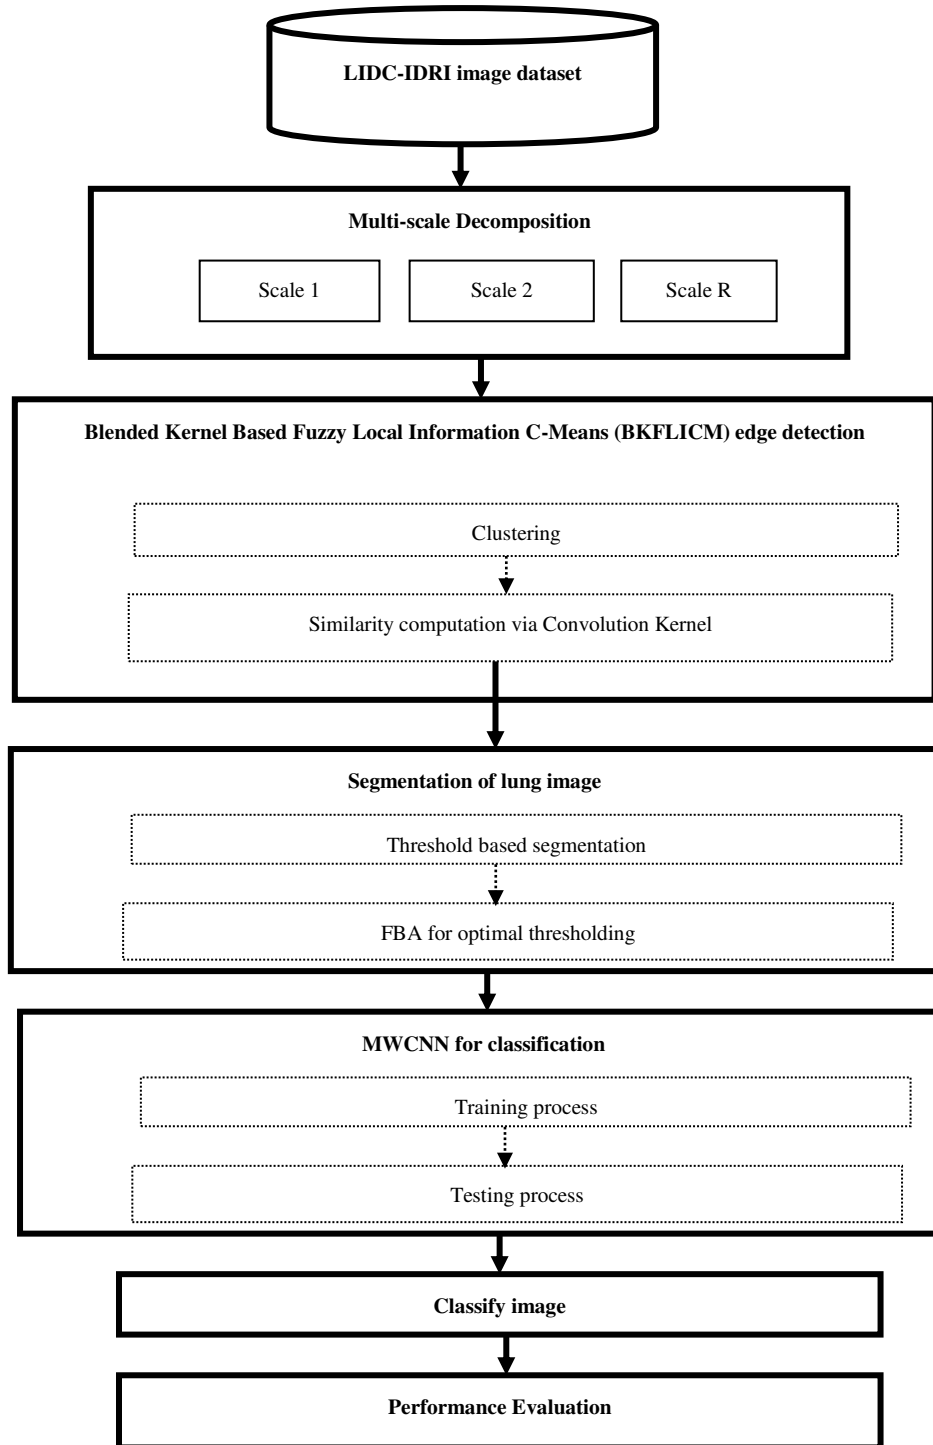 LIDC-IDRI image dataset
Multi-scale Decomposition
Scale 1
Scale 2
Scale R
Blended Kernel Based Fuzzy Local Information C-Means (BKFLICM) edge detection
Clustering
Similarity computation via Convolution Kernel
Segmentation of lung image
Threshold based segmentation
FBA for optimal thresholding
MWCNN for classification
Training process
Testing process
Classify image
Performance Evaluation